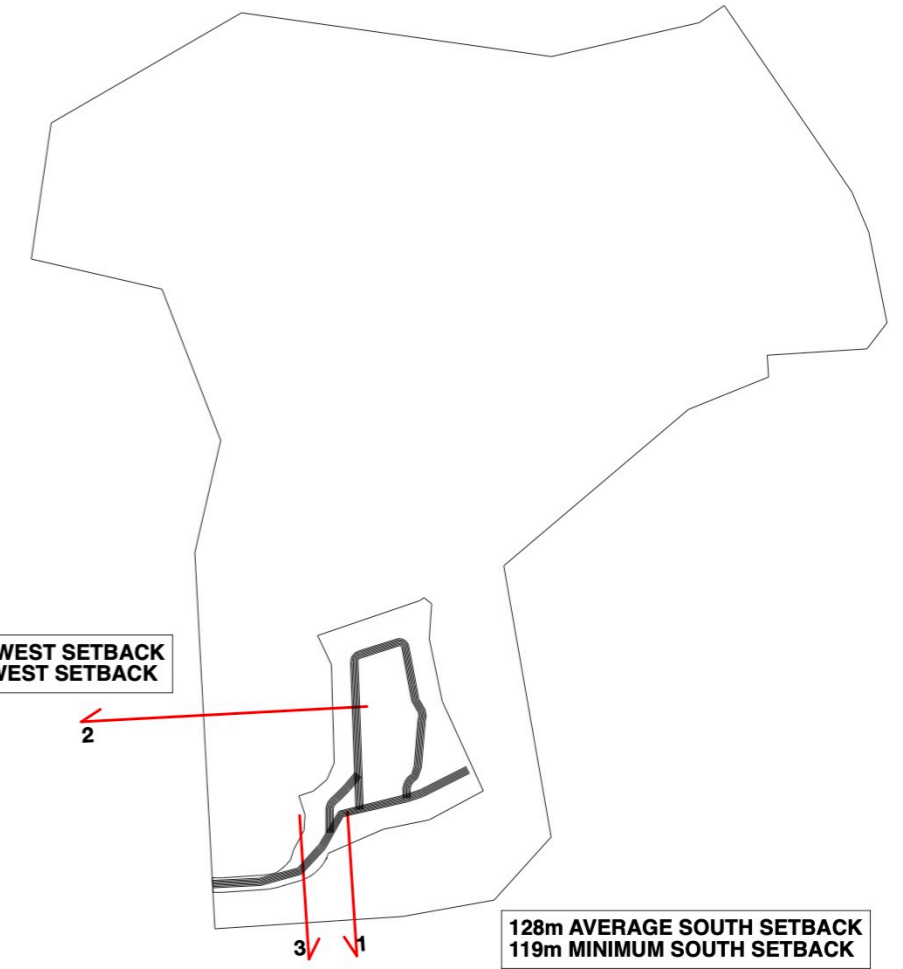 WEST SETBACK
WEST SETBACK
2
3
1
128m AVERAGE SOUTH SETBACK
119m MINIMUM SOUTH SETBACK